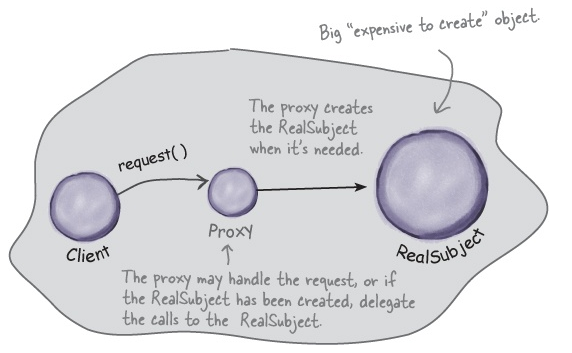 Big “expensive to create” object.
The proxy creates
the RealSubject
when it's needed.
request()
Client
Proxy
RealSubject
The proxy may handle the request, or if
the RealSubject has been created, delegate
the calls to the RealSubject.